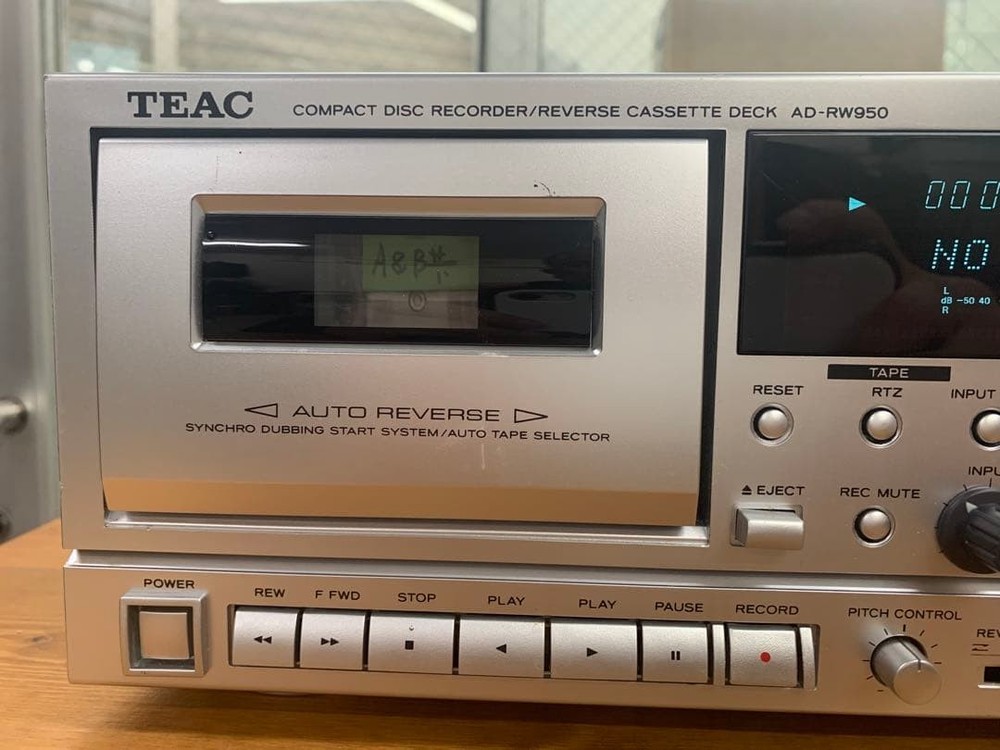 TEAC COMPACT DISC RECORDER/REVERSE CASSETTE DECK AD-RW950
000
NO
L
dB -50 40
R
A&B
AUTO REVERSE
SYNCHRO DUBBING START SYSTEM/AUTO TAPE SELECTOR
TAPE
RESET RTZ INPUT
EJECT REC MUTE
POWER REW F FWD STOP PLAY PLAY PAUSE RECORD PITCH CONTROL